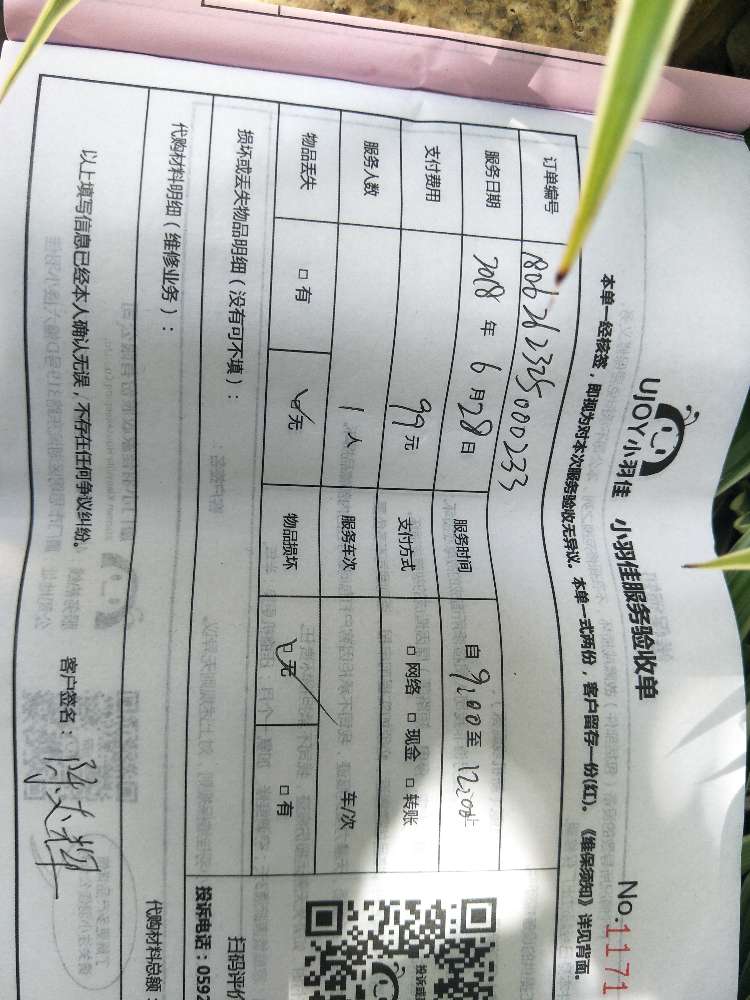 UJOY小羽佳 小羽佳服务验收单 No.1171
本单一经核签，即视为对本次服务验收无异议。本单一式两份，客户留存一份(红)。《维保须知》详见背面。
订单编号 1806262325000233
服务日期 2018 年 6 月 28 日 服务时间 自 9:00 至 12:00止
支付费用 99 元 支付方式 □ 网络 □ 现金 □ 转账
服务人数 1 人 服务车次 车/次
物品丢失 □ 有 ☑ 无 物品损坏 ☑ 无 □ 有
损坏或丢失物品明细（没有可不填）：
扫码评价
投诉电话：0592
代购材料明细（维修业务）：
代购材料总额：
以上填写信息已经本人确认无误，不存在任何争议纠纷。 客户签名：